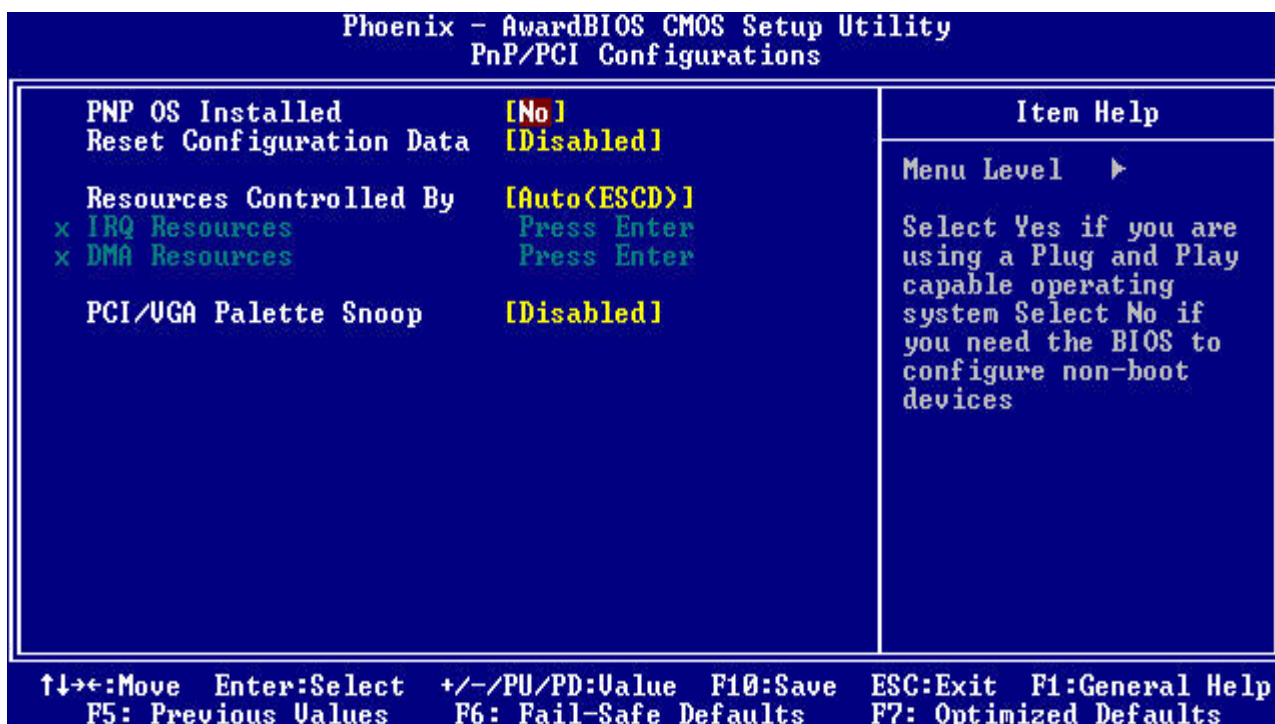 Phoenix - AwardBIOS CMOS Setup Utility
PnP/PCI Configurations
PNP OS Installed [No]
Reset Configuration Data [Disabled]
Resources Controlled By [Auto(ESCD)]
x IRQ Resources Press Enter
x DMA Resources Press Enter
PCI/VGA Palette Snoop [Disabled]
Item Help
Menu Level ▶
Select Yes if you are
using a Plug and Play
capable operating
system Select No if
you need the BIOS to
configure non-boot
devices
↑↓→←:Move Enter:Select +/-/PU/PD:Value F10:Save ESC:Exit F1:General Help
F5: Previous Values F6: Fail-Safe Defaults F7: Optimized Defaults